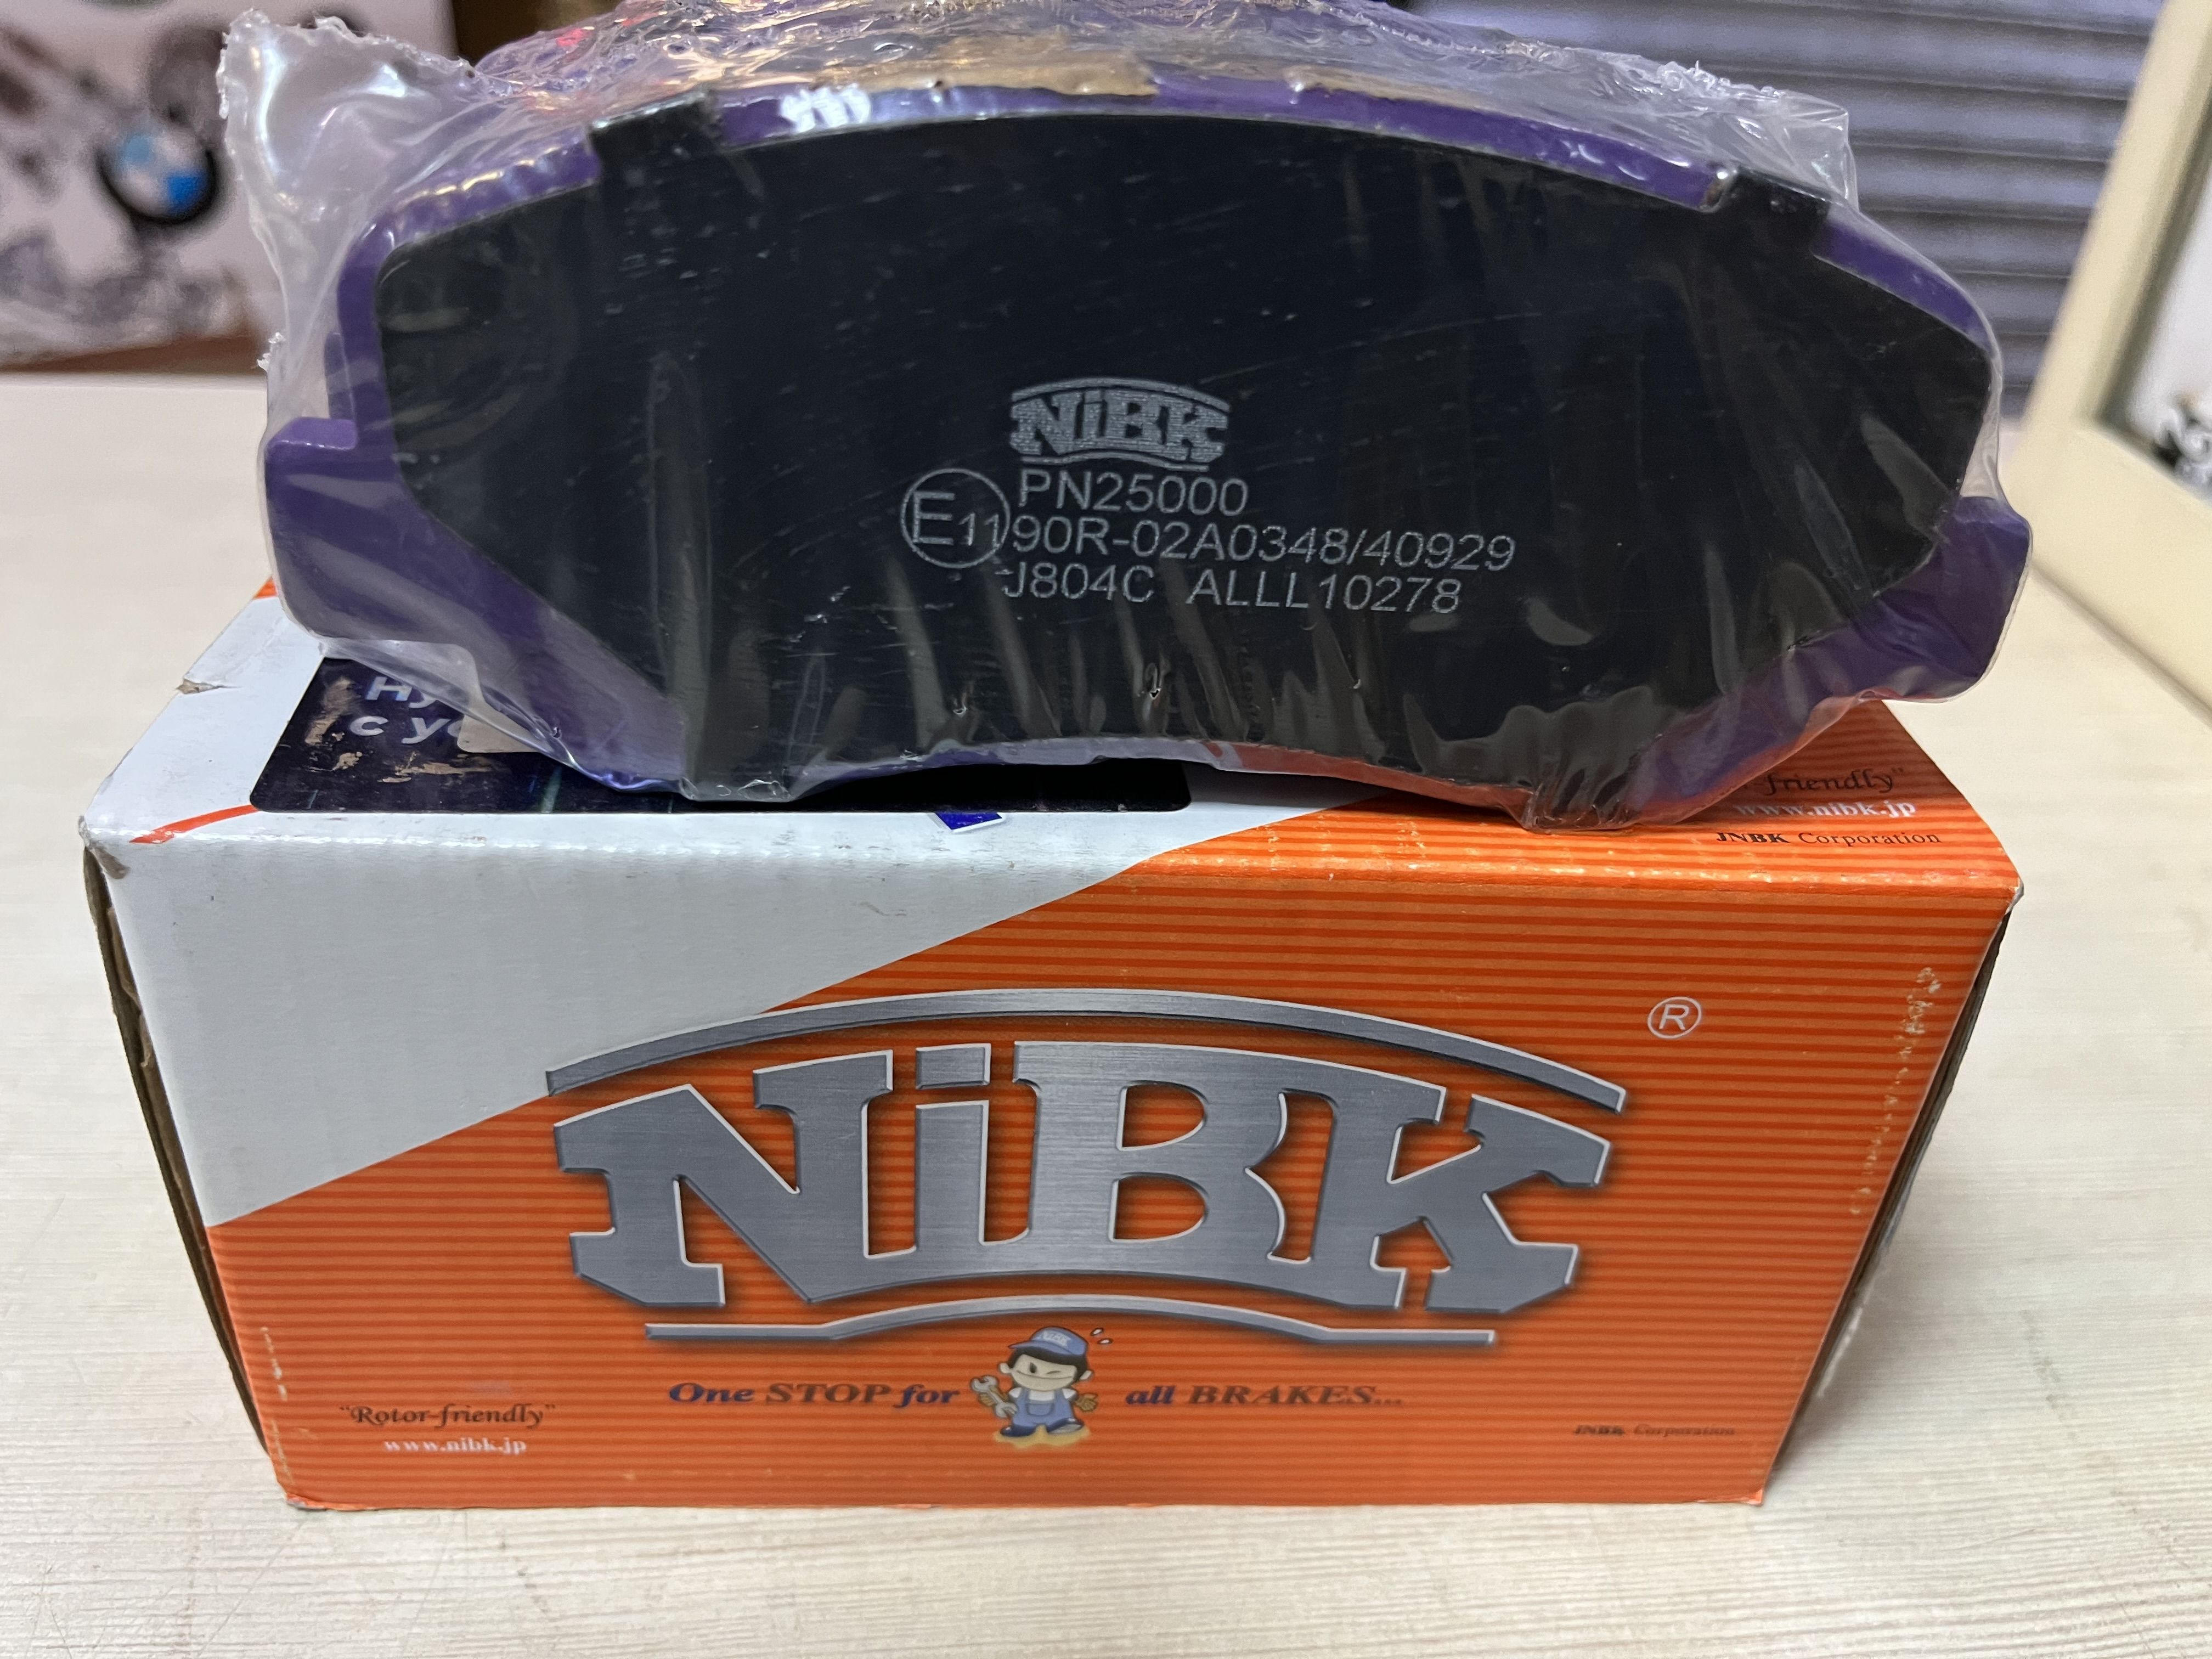 NiBK
PN25000
E11 90R-02A0348/40929
J804C ALLL10278
с
friendly"
www.nibk.jp
JNBK Corporation
®
NiBK
NiBK
One STOP for all BRAKES...
"Rotor-friendly"
www.nibk.jp
JNBK Corporation